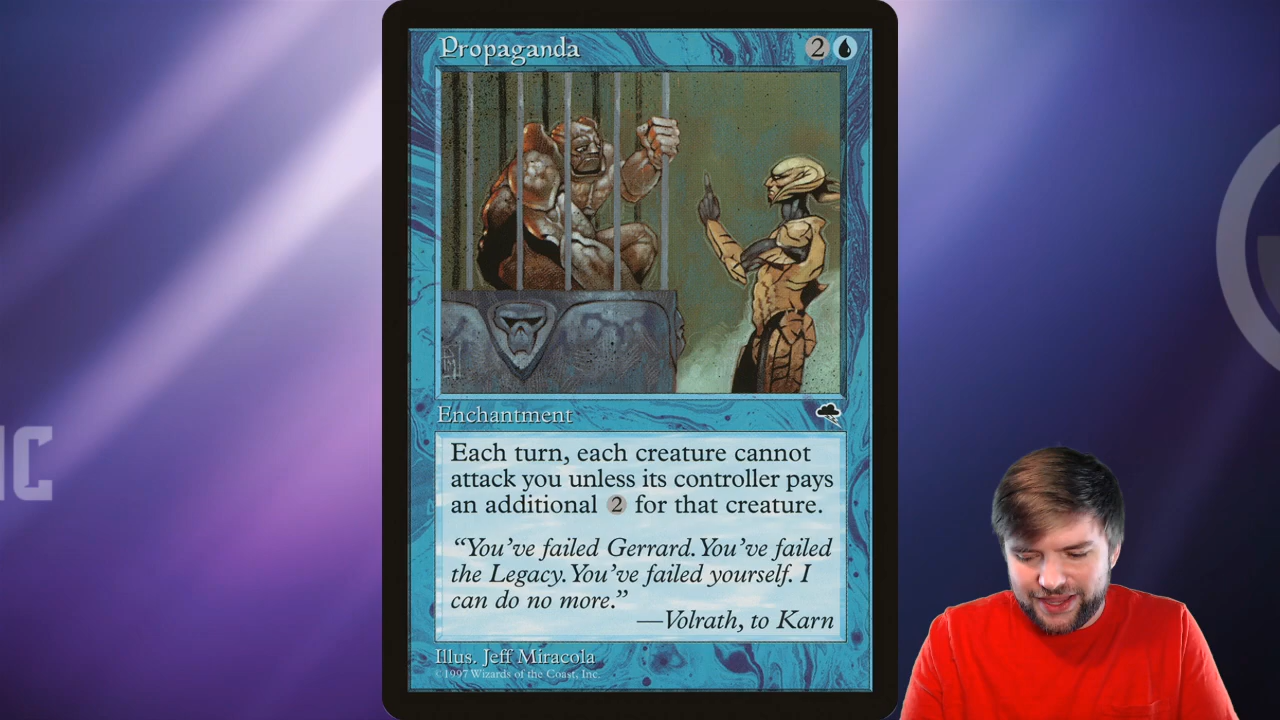 Propaganda
2
IC
Enchantment
Each turn, each creature cannot
attack you unless its controller pays
an additional 2 for that creature.
“You’ve failed Gerrard. You’ve failed
the Legacy. You’ve failed yourself. I
can do no more.”
—Volrath, to Karn
Illus. Jeff Miracola
©1997 Wizards of the Coast, Inc.